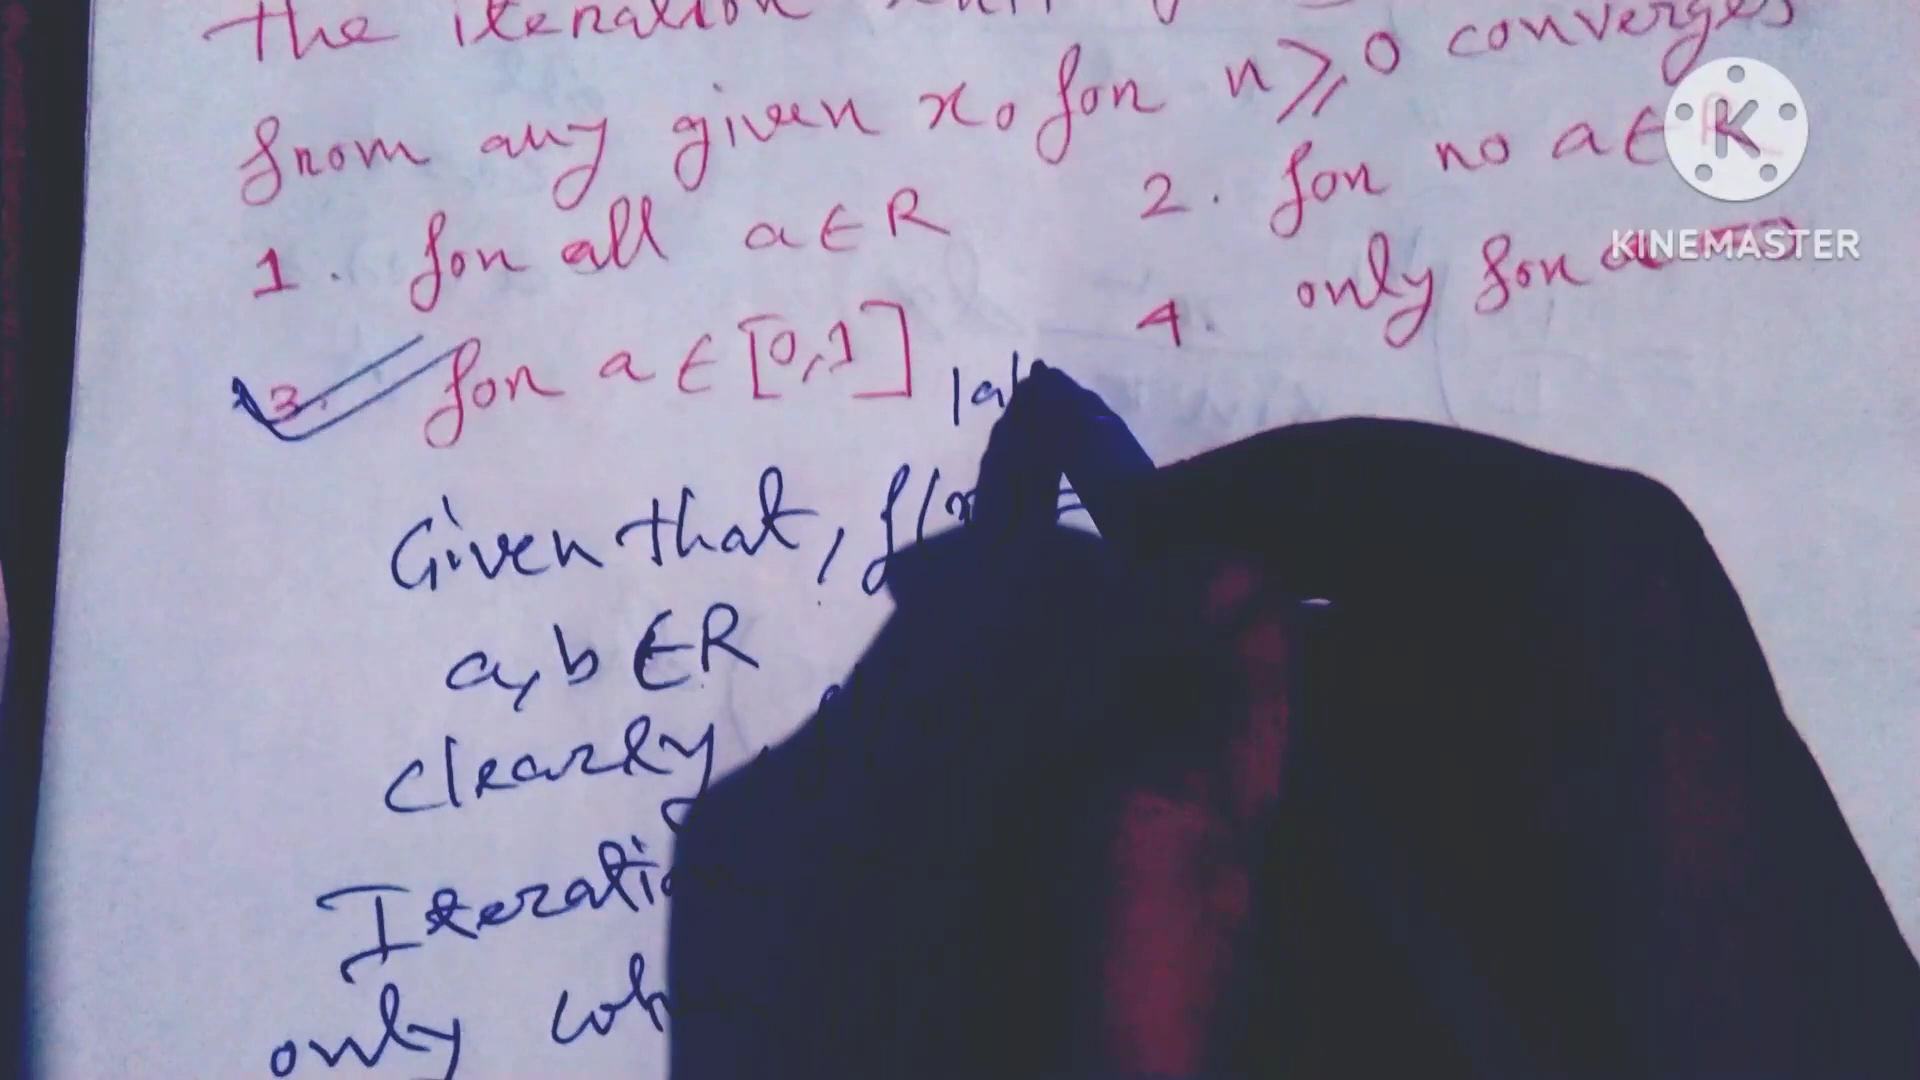 the iteration
from any given x0 for n ≥ 0 converges
1. for all a ∈ R
2. for no a ∈
3. for a ∈ [0,1]
4. only for a
|a|
Given that, f(x) =
a, b ∈ R
clearly
Iteration
only
KINEMASTER